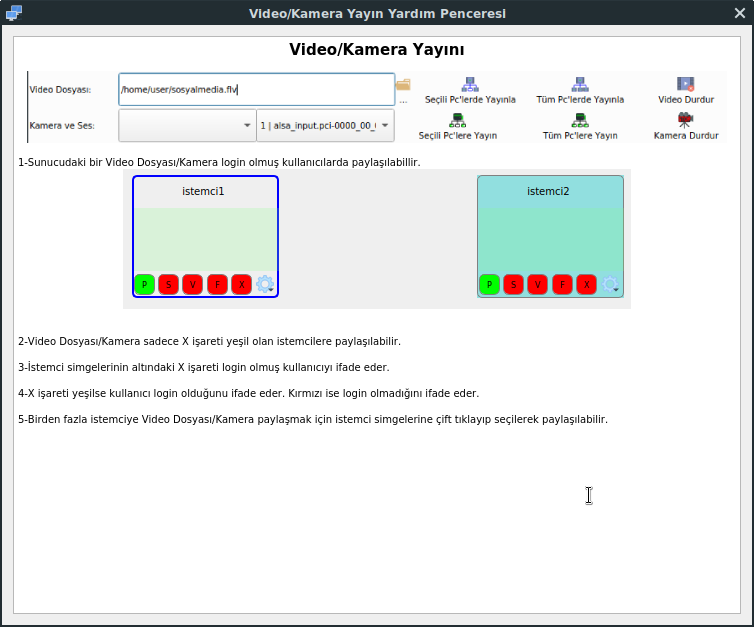 Video/Kamera Yayın Yardım Penceresi
Video/Kamera Yayını
Video Dosyası: /home/user/sosyalmedia.flv ... Seçili Pc'lerde Yayınla Tüm Pc'lerde Yayınla Video Durdur
Kamera ve Ses: 1 | alsa_input.pci-0000_00_ Seçili Pc'lere Yayın Tüm Pc'lere Yayın Kamera Durdur
1-Sunucudaki bir Video Dosyası/Kamera login olmuş kullanıcılarda paylaşılabillir.
istemci1 istemci2
P S V F X P S V F X
2-Video Dosyası/Kamera sadece X işareti yeşil olan istemcilere paylaşılabilir.
3-İstemci simgelerinin altındaki X işareti login olmuş kullanıcıyı ifade eder.
4-X işareti yeşilse kullanıcı login olduğunu ifade eder. Kırmızı ise login olmadığını ifade eder.
5-Birden fazla istemciye Video Dosyası/Kamera paylaşmak için istemci simgelerine çift tıklayıp seçilerek paylaşılabilir.